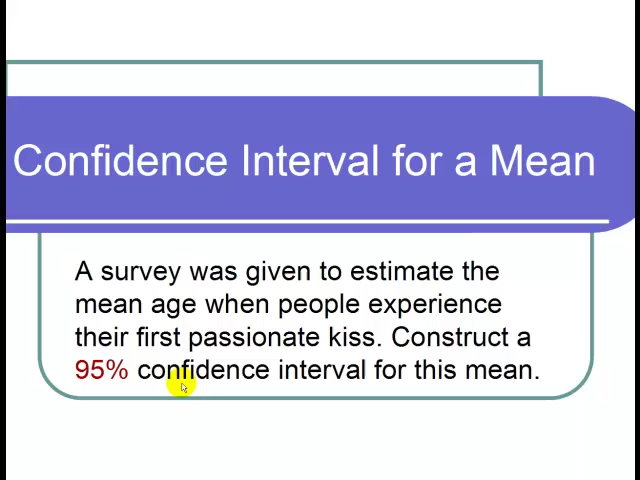 Confidence Interval for a Mean
A survey was given to estimate the
mean age when people experience
their first passionate kiss. Construct a
95% confidence interval for this mean.